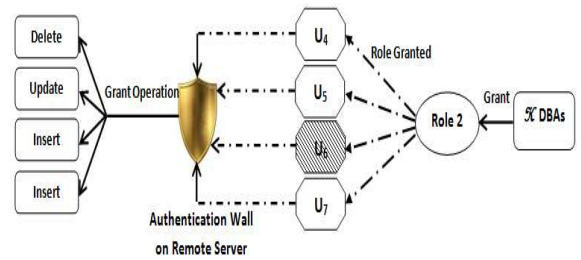 Delete
Update
Insert
Insert
Grant Operation
Authentication Wall
on Remote Server
U4
U5
U6
U7
Role Granted
Role 2
Grant
𝒦 DBAs